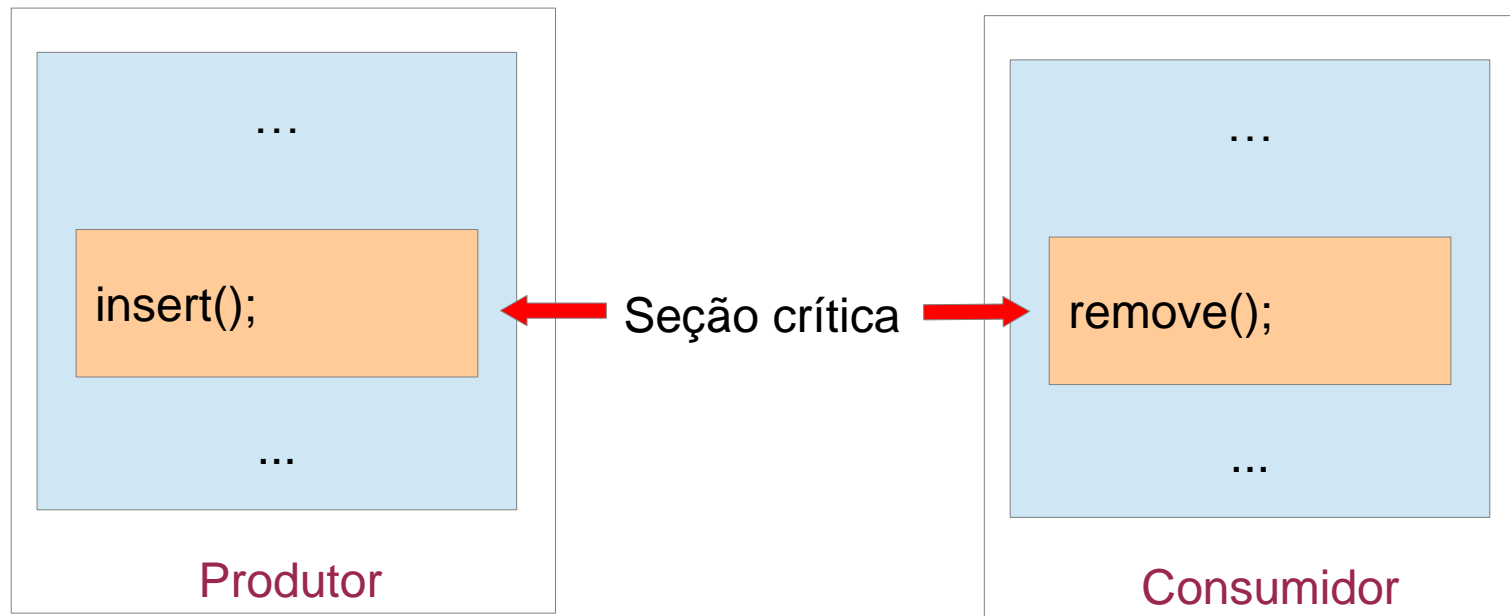 ...
insert();
...
Produtor
Seção crítica
...
remove();
...
Consumidor